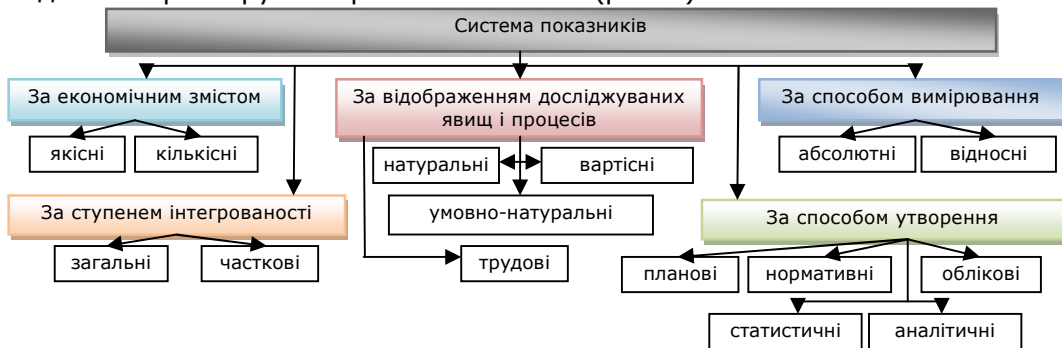 Система показників
За економічним змістом
За відображенням досліджуваних
явищ і процесів
За способом вимірювання
якісні
кількісні
натуральні
вартісні
абсолютні
відносні
За ступенем інтегрованості
умовно-натуральні
За способом утворення
загальні
часткові
трудові
планові
нормативні
облікові
статистичні
аналітичні